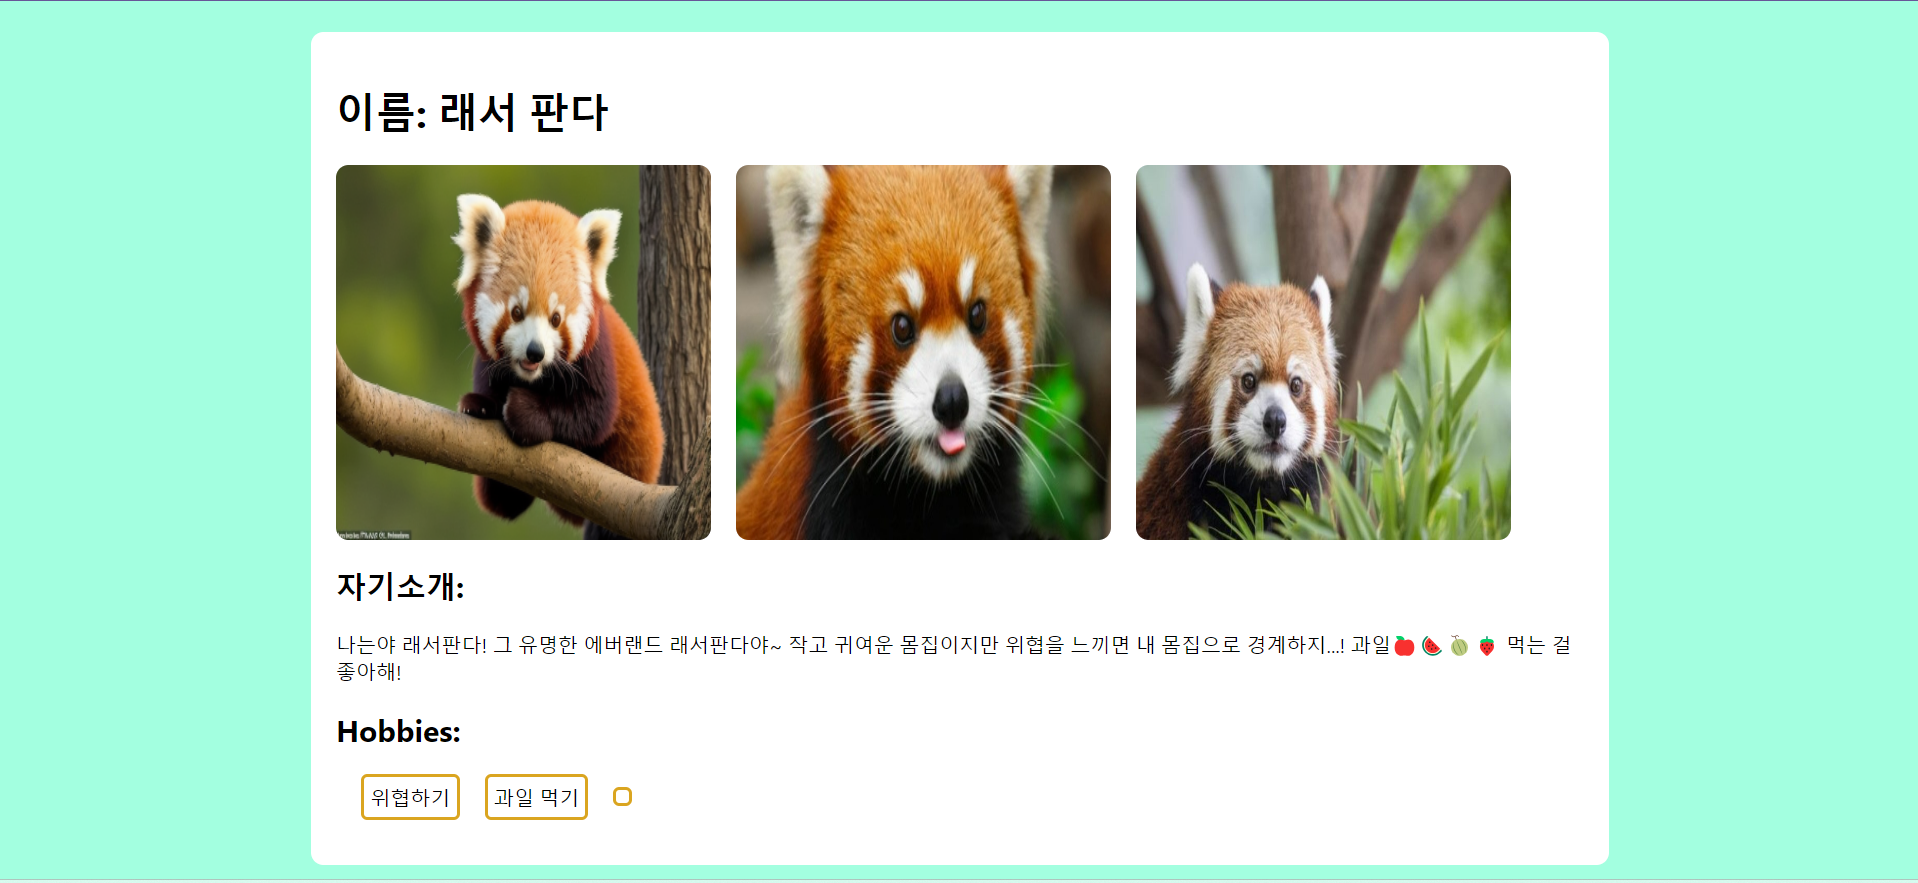 이름: 래서 판다
자기소개:
나는야 래서판다! 그 유명한 에버랜드 래서판다야~ 작고 귀여운 몸집이지만 위협을 느끼면 내 몸집으로 경계하지...! 과일🍎 🍉 🍈 🍓 먹는 걸
좋아해!
Hobbies:
위협하기 과일 먹기